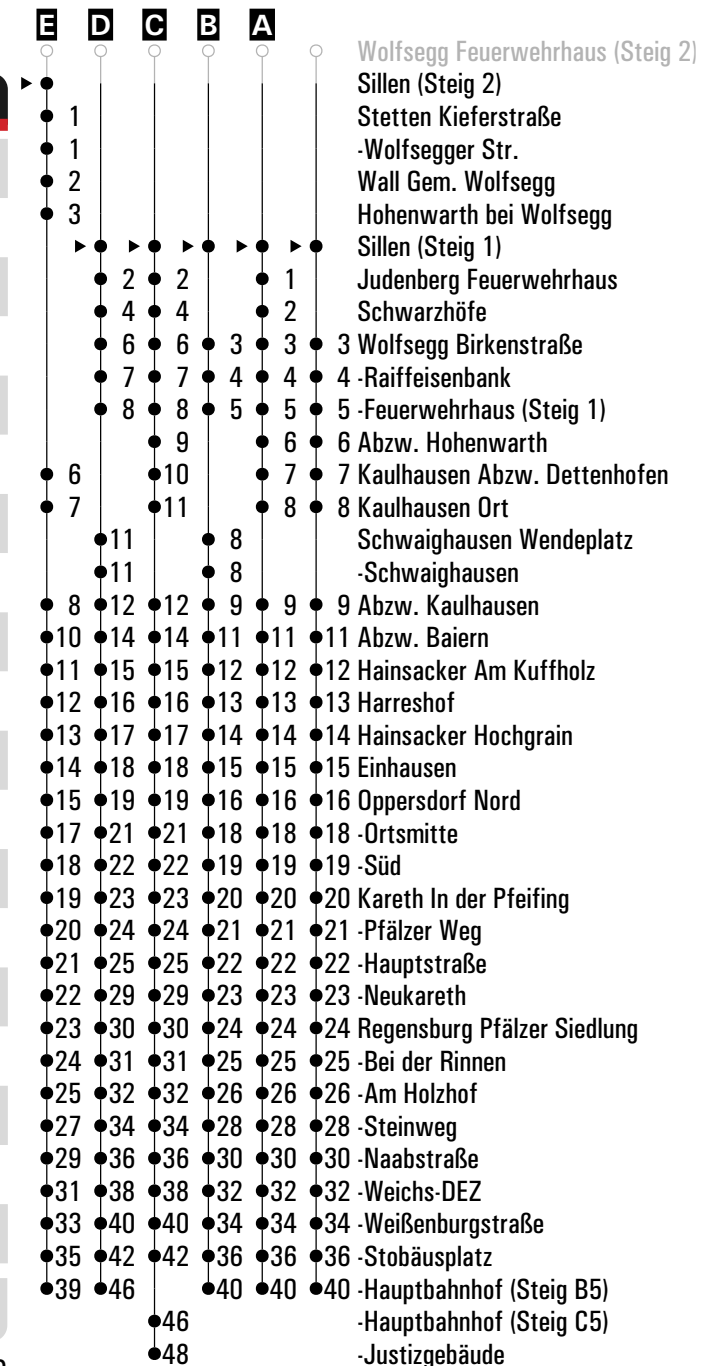 E D C B A
Wolfsegg Feuerwehrhaus (Steig 2)
Sillen (Steig 2)
1 Stetten Kieferstraße
1 -Wolfsegger Str.
2 Wall Gem. Wolfsegg
3 Hohenwarth bei Wolfsegg
Sillen (Steig 1)
2 2 1 Judenberg Feuerwehrhaus
4 4 2 Schwarzhöfe
6 6 3 3 3 Wolfsegg Birkenstraße
7 7 4 4 4 -Raiffeisenbank
8 8 5 5 5 -Feuerwehrhaus (Steig 1)
9 6 6 Abzw. Hohenwarth
6 10 7 7 Kaulhausen Abzw. Dettenhofen
7 11 8 8 Kaulhausen Ort
11 8 Schwaighausen Wendeplatz
11 8 -Schwaighausen
8 12 12 9 9 9 Abzw. Kaulhausen
10 14 14 11 11 11 Abzw. Baiern
11 15 15 12 12 12 Hainsacker Am Kuffholz
12 16 16 13 13 13 Harreshof
13 17 17 14 14 14 Hainsacker Hochgrain
14 18 18 15 15 15 Einhausen
15 19 19 16 16 16 Oppersdorf Nord
17 21 21 18 18 18 -Ortsmitte
18 22 22 19 19 19 -Süd
19 23 23 20 20 20 Kareth In der Pfeifing
20 24 24 21 21 21 -Pfälzer Weg
21 25 25 22 22 22 -Hauptstraße
22 29 29 23 23 23 -Neukareth
23 30 30 24 24 24 Regensburg Pfälzer Siedlung
24 31 31 25 25 25 -Bei der Rinnen
25 32 32 26 26 26 -Am Holzhof
27 34 34 28 28 28 -Steinweg
29 36 36 30 30 30 -Naabstraße
31 38 38 32 32 32 -Weichs-DEZ
33 40 40 34 34 34 -Weißenburgstraße
35 42 42 36 36 36 -Stobäusplatz
39 46 40 40 40 -Hauptbahnhof (Steig B5)
46 -Hauptbahnhof (Steig C5)
48 -Justizgebäude